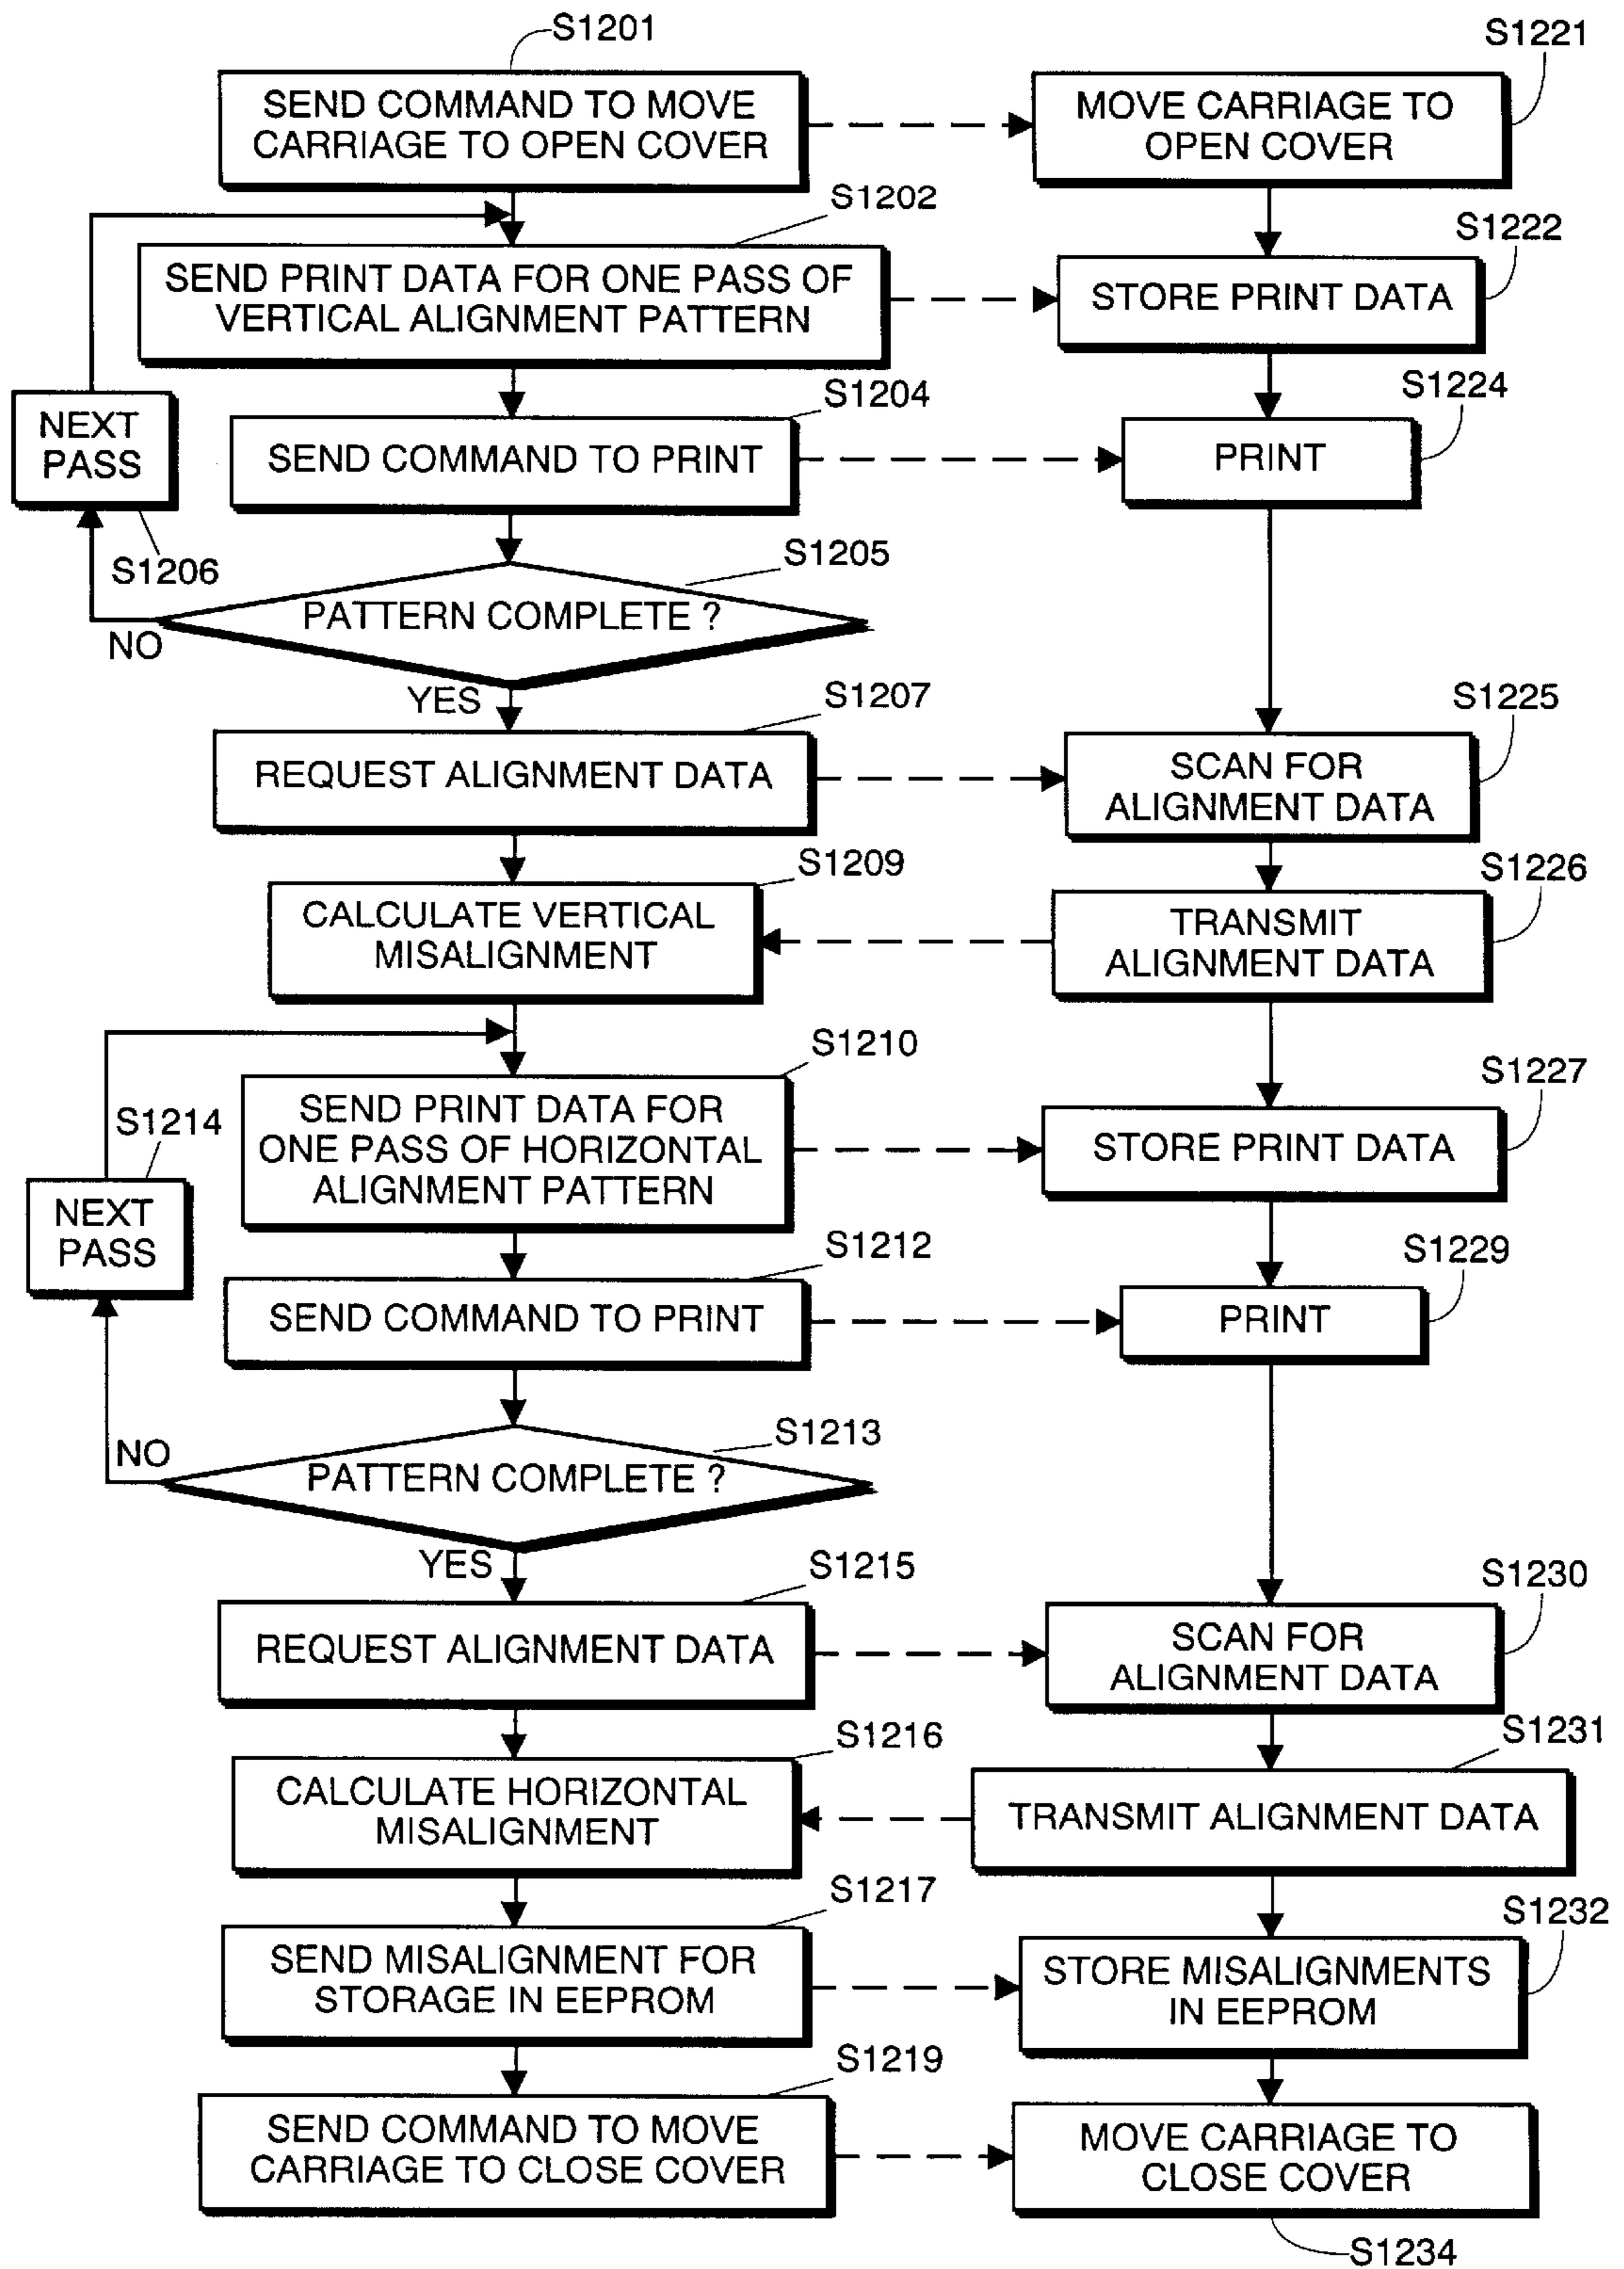 S1201
SEND COMMAND TO MOVE
CARRIAGE TO OPEN COVER
S1221
MOVE CARRIAGE TO
OPEN COVER
S1202
SEND PRINT DATA FOR ONE PASS OF
VERTICAL ALIGNMENT PATTERN
S1222
STORE PRINT DATA
NEXT
PASS
S1206
S1204
SEND COMMAND TO PRINT
S1224
PRINT
S1205
PATTERN COMPLETE ?
NO
YES
S1207
REQUEST ALIGNMENT DATA
S1225
SCAN FOR
ALIGNMENT DATA
S1209
CALCULATE VERTICAL
MISALIGNMENT
S1226
TRANSMIT
ALIGNMENT DATA
S1210
SEND PRINT DATA FOR
ONE PASS OF HORIZONTAL
ALIGNMENT PATTERN
S1227
STORE PRINT DATA
S1214
NEXT
PASS
S1212
SEND COMMAND TO PRINT
S1229
PRINT
S1213
PATTERN COMPLETE ?
NO
YES
S1215
REQUEST ALIGNMENT DATA
S1230
SCAN FOR
ALIGNMENT DATA
S1216
CALCULATE HORIZONTAL
MISALIGNMENT
S1231
TRANSMIT ALIGNMENT DATA
S1217
SEND MISALIGNMENT FOR
STORAGE IN EEPROM
S1232
STORE MISALIGNMENTS
IN EEPROM
S1219
SEND COMMAND TO MOVE
CARRIAGE TO CLOSE COVER
MOVE CARRIAGE TO
CLOSE COVER
S1234